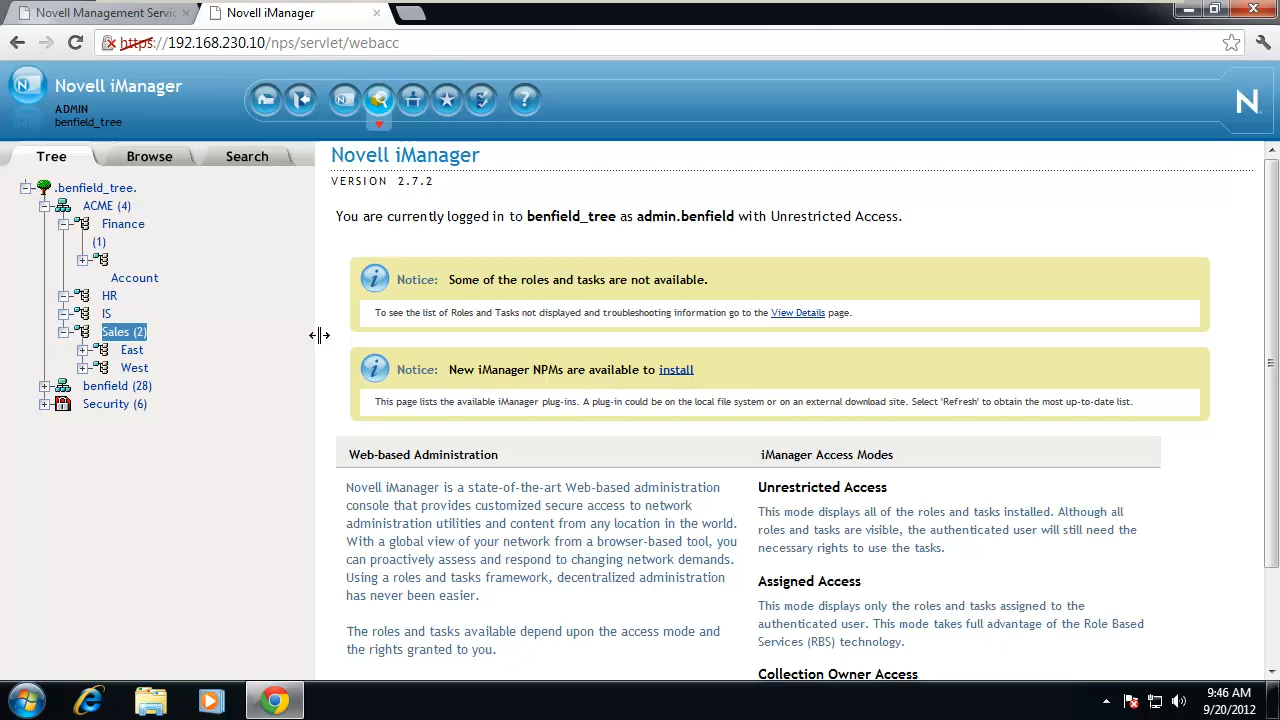 Novell Management Servic
Novell iManager
https://192.168.230.10/nps/servlet/webacc
Novell iManager
ADMIN
benfield_tree
N
N
?
N.
Tree
Browse
Search
.benfield_tree.
ACME (4)
Finance
(1)
Account
HR
IS
Sales (2)
East
West
benfield (28)
Security (6)
Novell iManager
VERSION 2.7.2
You are currently logged in to benfield_tree as admin.benfield with Unrestricted Access.
Notice: Some of the roles and tasks are not available.
To see the list of Roles and Tasks not displayed and troubleshooting information go to the View Details page.
Notice: New iManager NPMs are available to install
This page lists the available iManager plug-ins. A plug-in could be on the local file system or on an external download site. Select 'Refresh' to obtain the most up-to-date list.
Web-based Administration
Novell iManager is a state-of-the-art Web-based administration
console that provides customized secure access to network
administration utilities and content from any location in the world.
With a global view of your network from a browser-based tool, you
can proactively assess and respond to changing network demands.
Using a roles and tasks framework, decentralized administration
has never been easier.
The roles and tasks available depend upon the access mode and
the rights granted to you.
iManager Access Modes
Unrestricted Access
This mode displays all of the roles and tasks installed. Although all
roles and tasks are visible, the authenticated user will still need the
necessary rights to use the tasks.
Assigned Access
This mode displays only the roles and tasks assigned to the
authenticated user. This mode takes full advantage of the Role Based
Services (RBS) technology.
Collection Owner Access
9:46 AM
9/20/2012